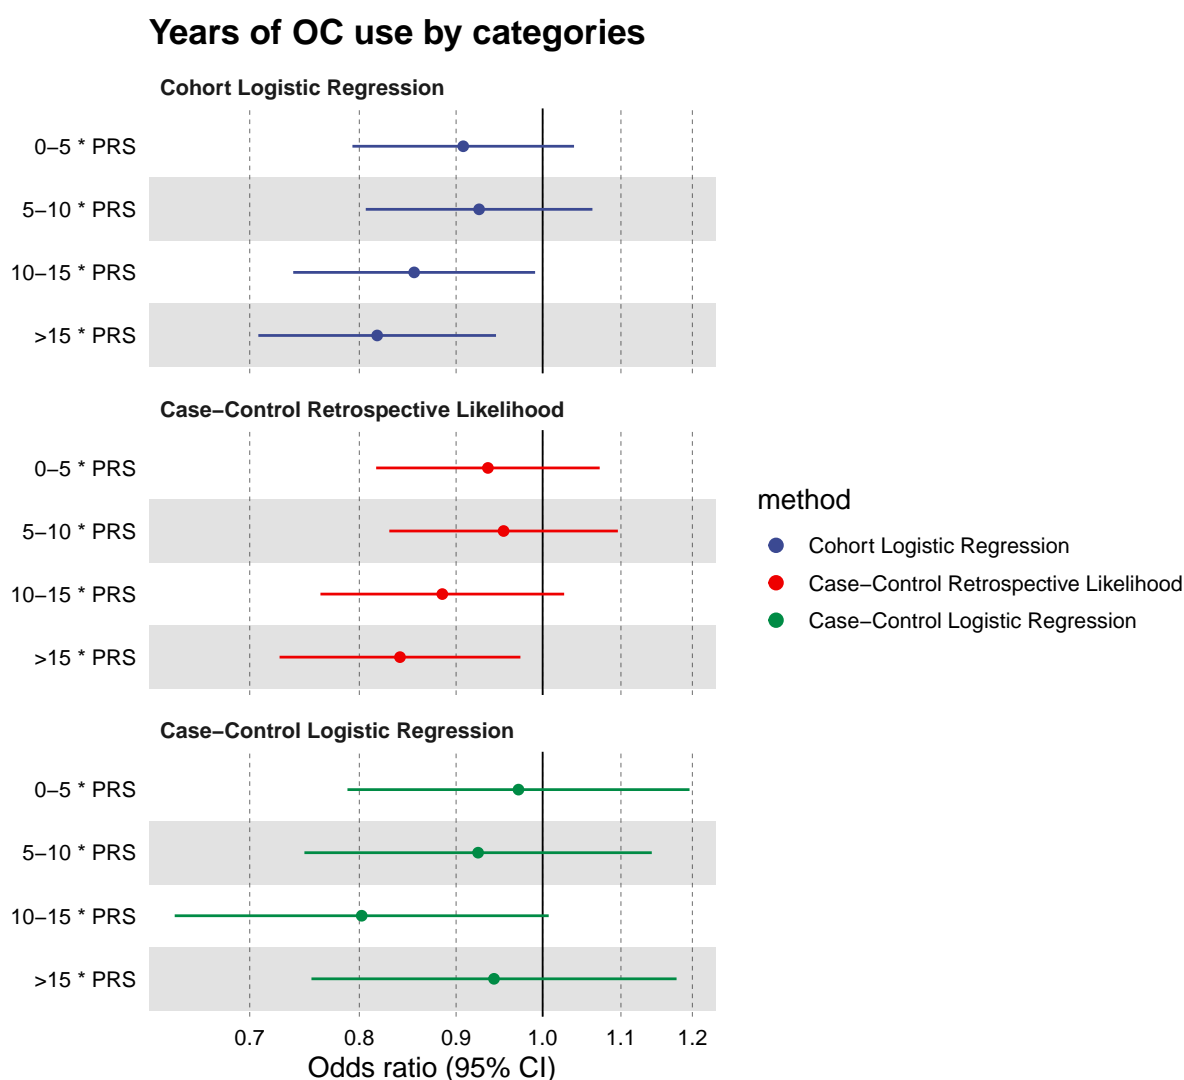 Years of OC use by categories
Cohort Logistic Regression
0–5 * PRS
5–10 * PRS
10–15 * PRS
>15 * PRS
Case–Control Retrospective Likelihood
0–5 * PRS
5–10 * PRS
10–15 * PRS
>15 * PRS
Case–Control Logistic Regression
0–5 * PRS
5–10 * PRS
10–15 * PRS
>15 * PRS
0.7 0.8 0.9 1.0 1.1 1.2
Odds ratio (95% CI)
method
Cohort Logistic Regression
Case–Control Retrospective Likelihood
Case–Control Logistic Regression